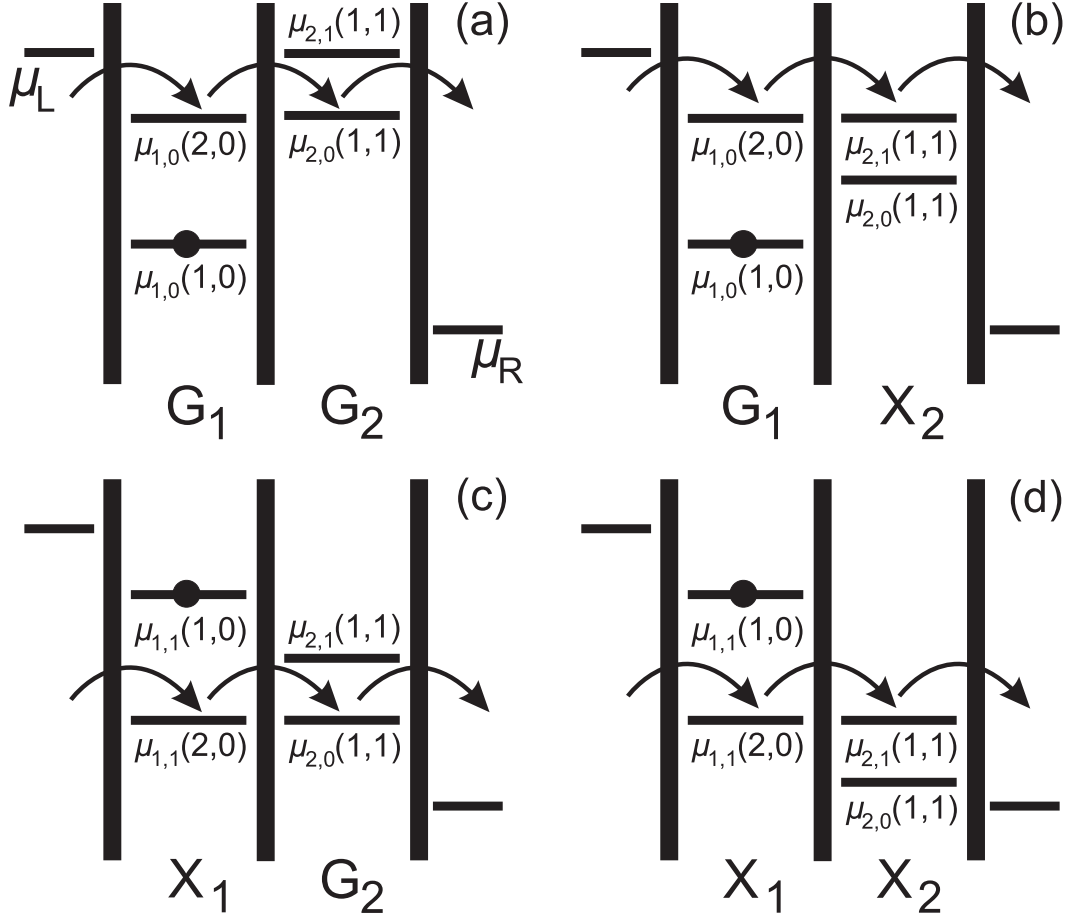 (a)
μ2,1(1,1)
μL
μ1,0(2,0)
μ2,0(1,1)
μ1,0(1,0)
μR
G1
G2
(b)
μ1,0(2,0)
μ2,1(1,1)
μ2,0(1,1)
μ1,0(1,0)
G1
X2
(c)
μ1,1(1,0)
μ2,1(1,1)
μ1,1(2,0)
μ2,0(1,1)
X1
G2
(d)
μ1,1(1,0)
μ1,1(2,0)
μ2,1(1,1)
μ2,0(1,1)
X1
X2